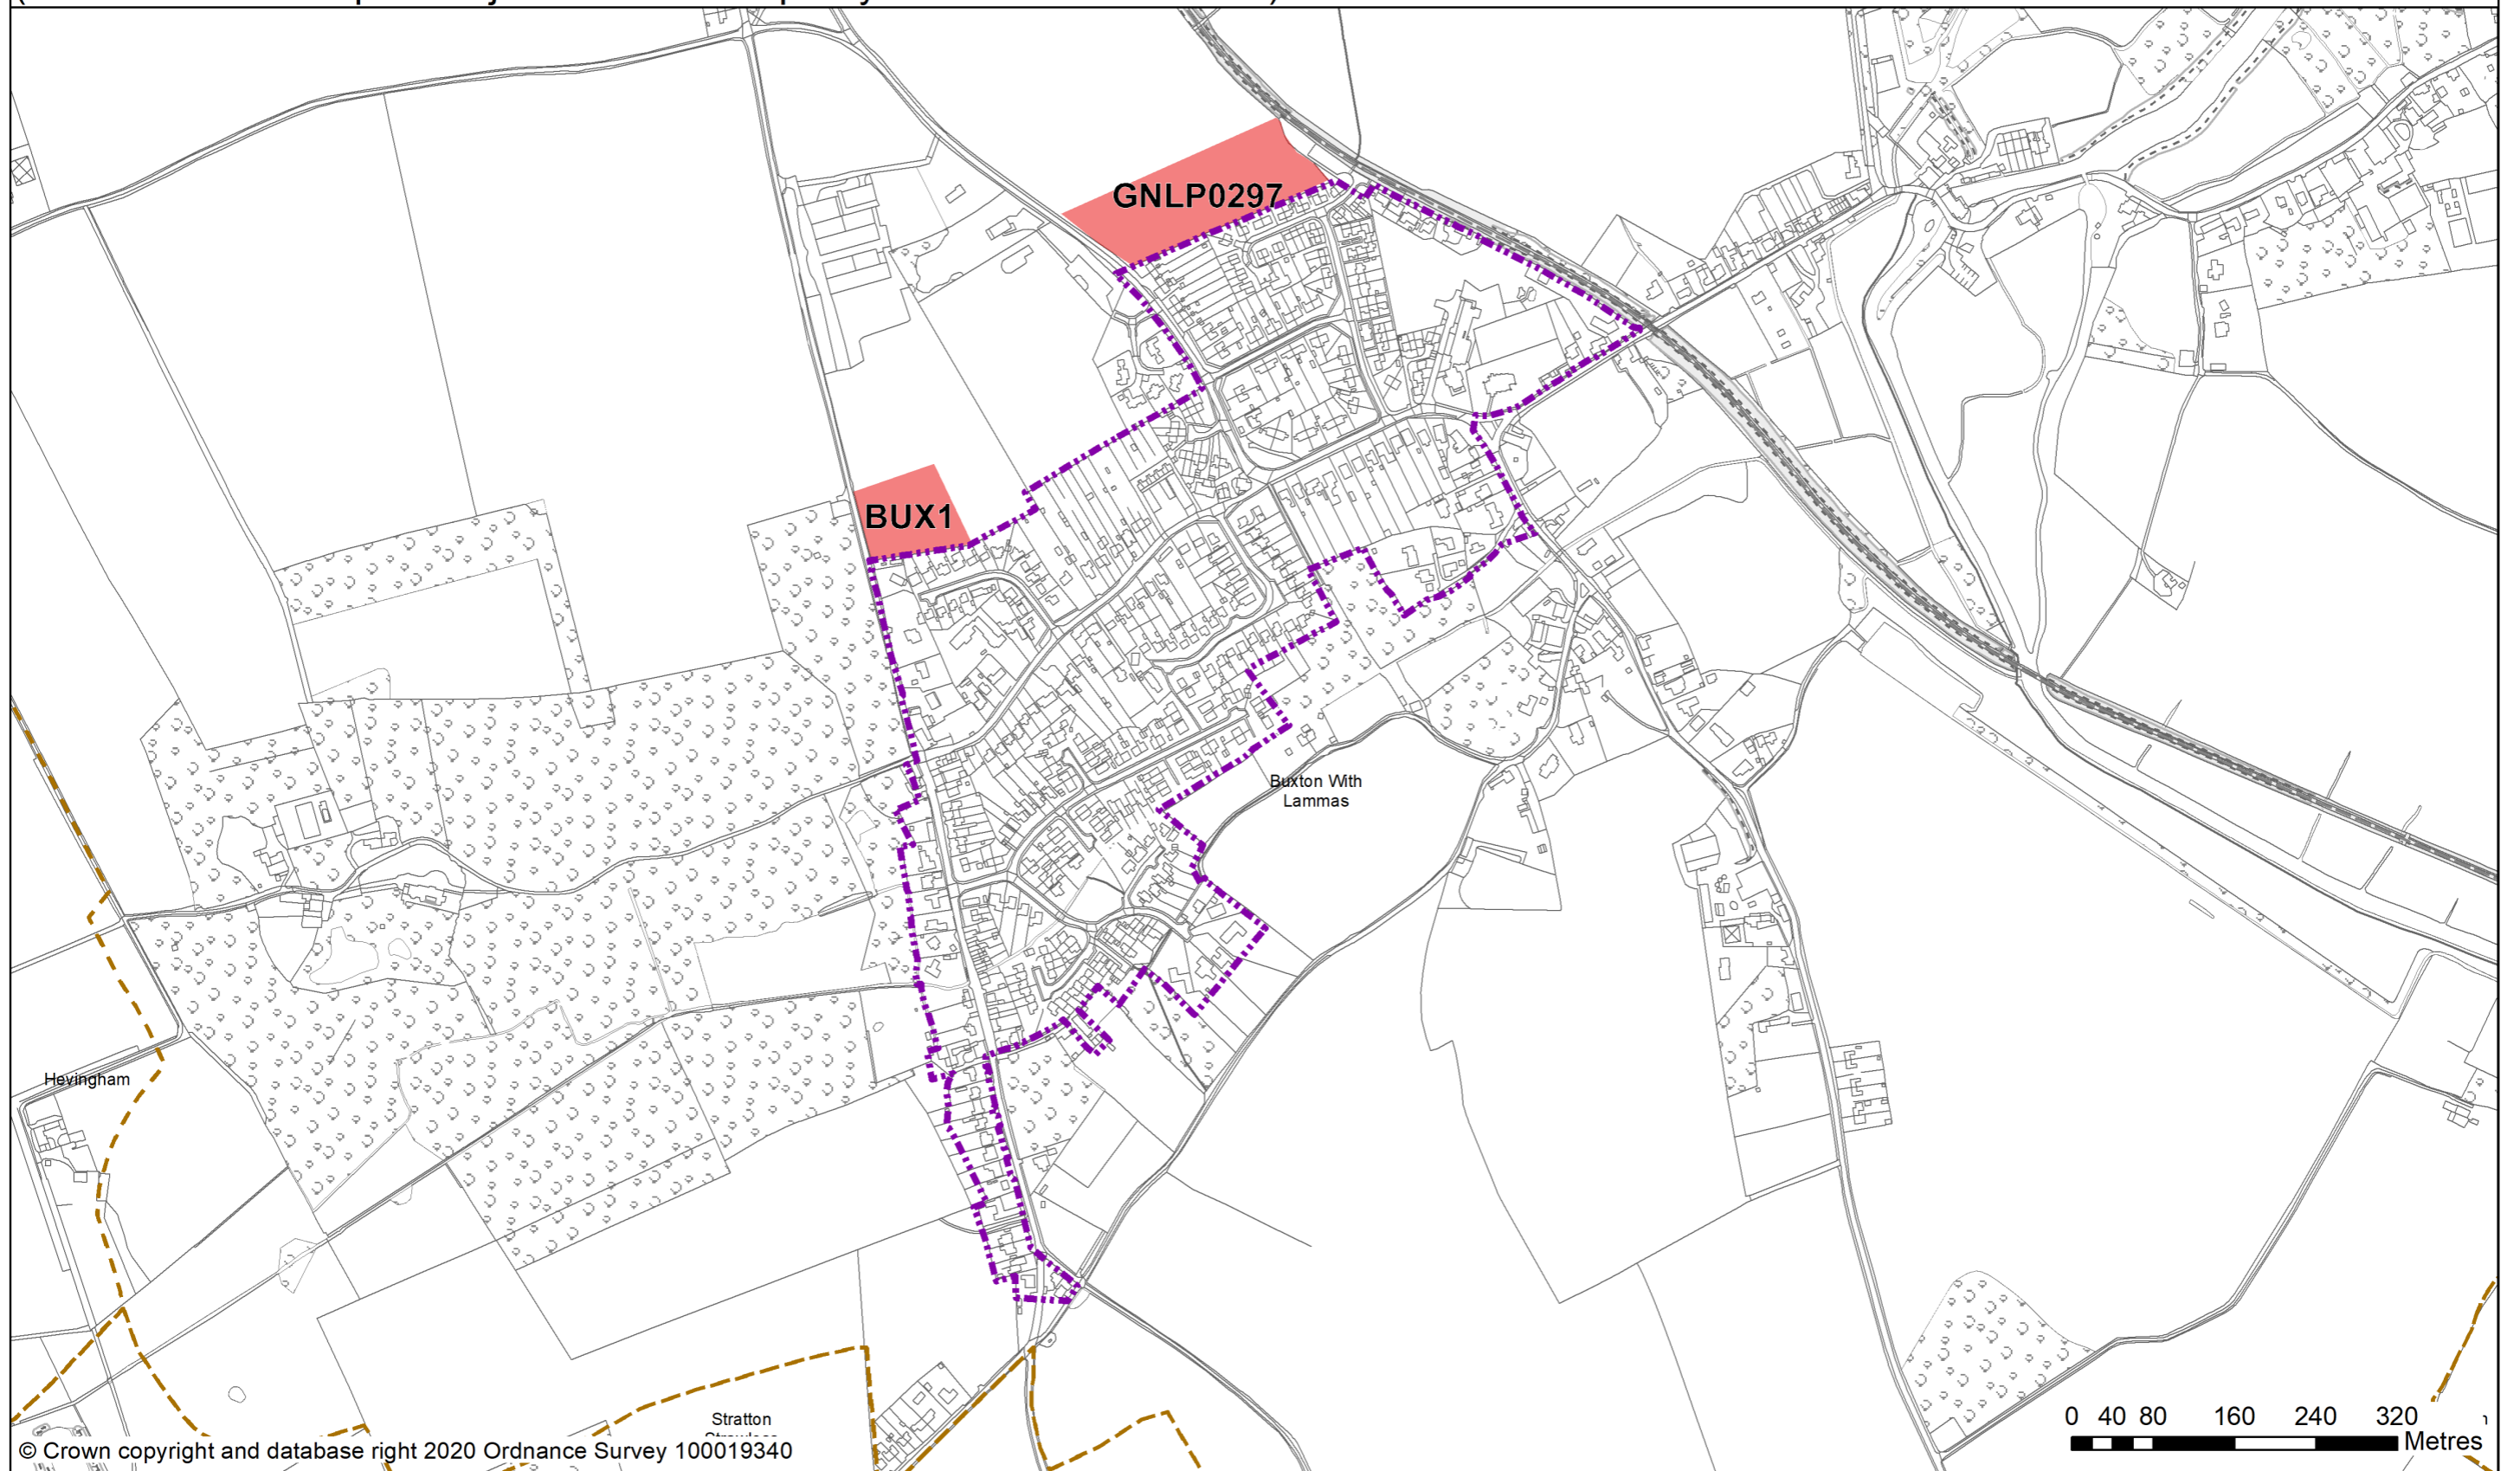 GNLP0297
BUX1
Buxton With
Lammas
Hevingham
Stratton
0 40 80 160 240 320
Metres
© Crown copyright and database right 2020 Ordnance Survey 100019340